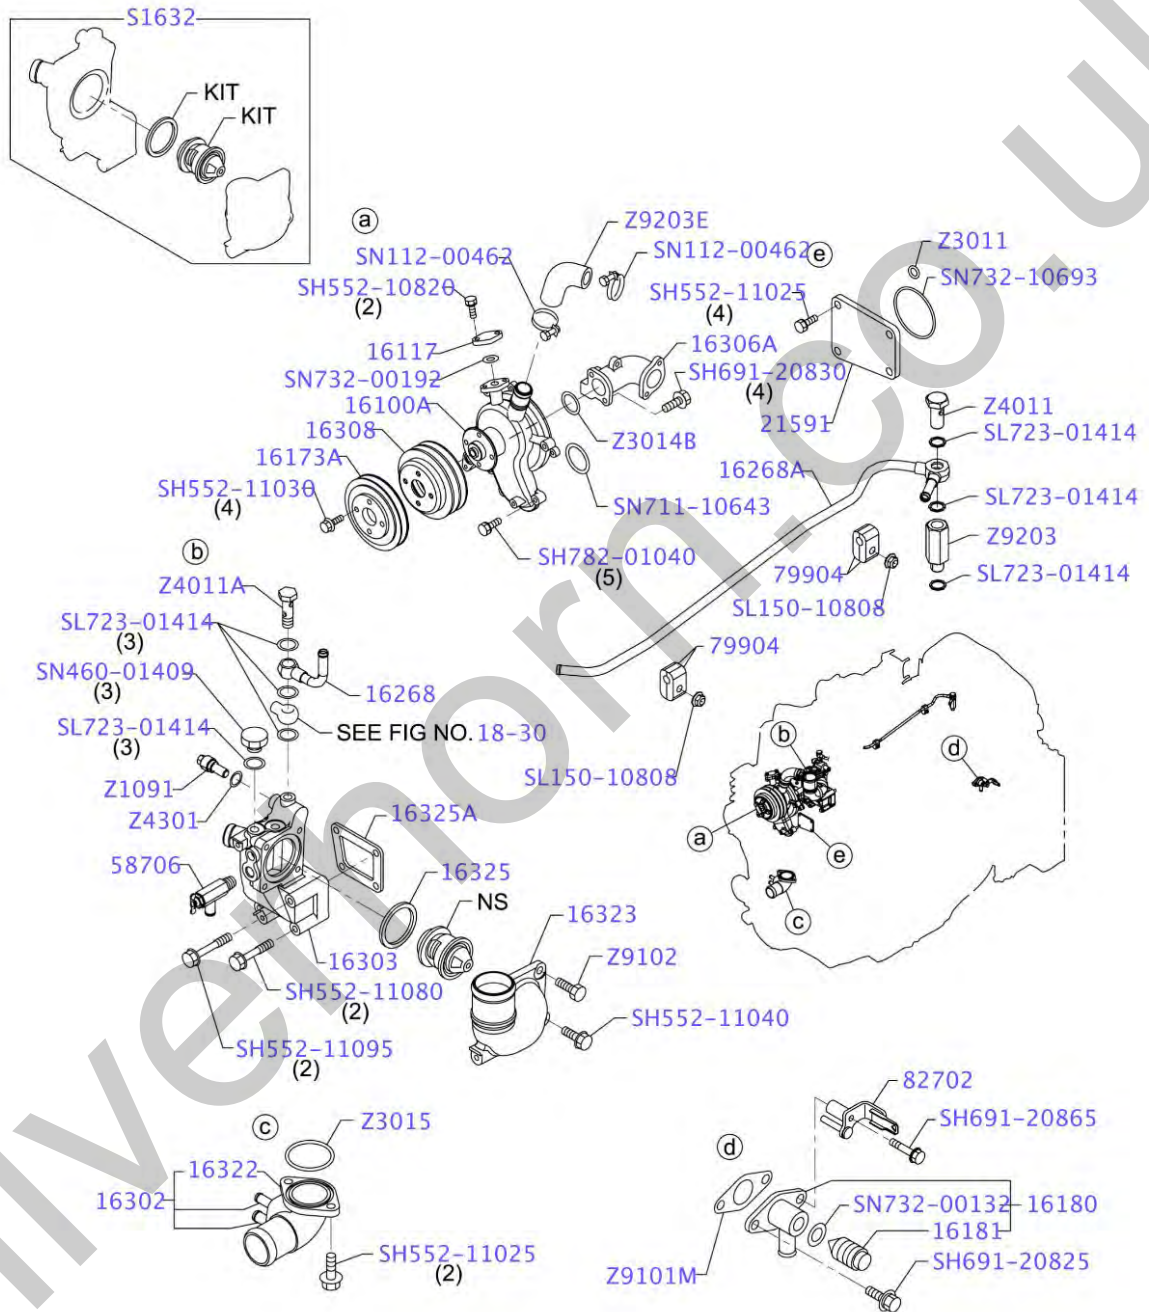 S1632
KIT
KIT
a
Z9203E
SN112-00462
SN112-00462
e
Z3011
SH552-10820
(2)
SH552-11025
(4)
SN732-10693
16117
16306A
SN732-00192
SH691-20830
(4)
16100A
21591
Z4011
16308
Z3014B
SL723-01414
16173A
16268A
SH552-11030
(4)
SN711-10643
SL723-01414
Z9203
SH782-01040
(5)
79904
SL723-01414
SL150-10808
b
Z4011A
SL723-01414
(3)
79904
SN460-01409
(3)
16268
SL723-01414
(3)
SEE FIG NO. 18-30
SL150-10808
Z1091
Z4301
16325A
58706
16325
NS
16323
16303
Z9102
SH552-11080
(2)
SH552-11040
SH552-11095
(2)
b
d
a
e
c
c
Z3015
16322
16302
SH552-11025
(2)
82702
SH691-20865
d
SN732-00132
16180
16181
Z9101M
SH691-20825
ivehorn.co.uk